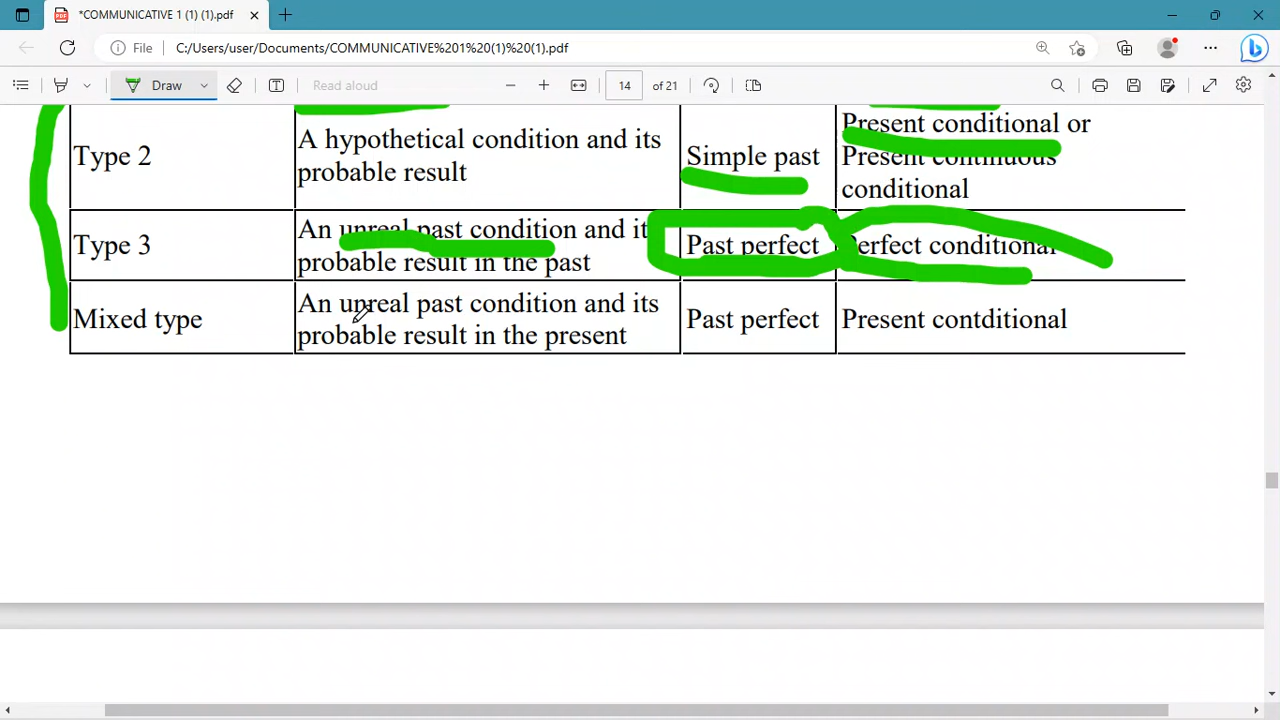 *COMMUNICATIVE 1 (1) (1).pdf
File C:/Users/user/Documents/COMMUNICATIVE%201%20(1)%20(1).pdf
Draw Read aloud 14 of 21
Type 2 A hypothetical condition and its probable result Simple past Present conditional or Present continuous conditional
Type 3 An unreal past condition and it probable result in the past Past perfect Perfect conditional
Mixed type An unreal past condition and its probable result in the present Past perfect Present contditional